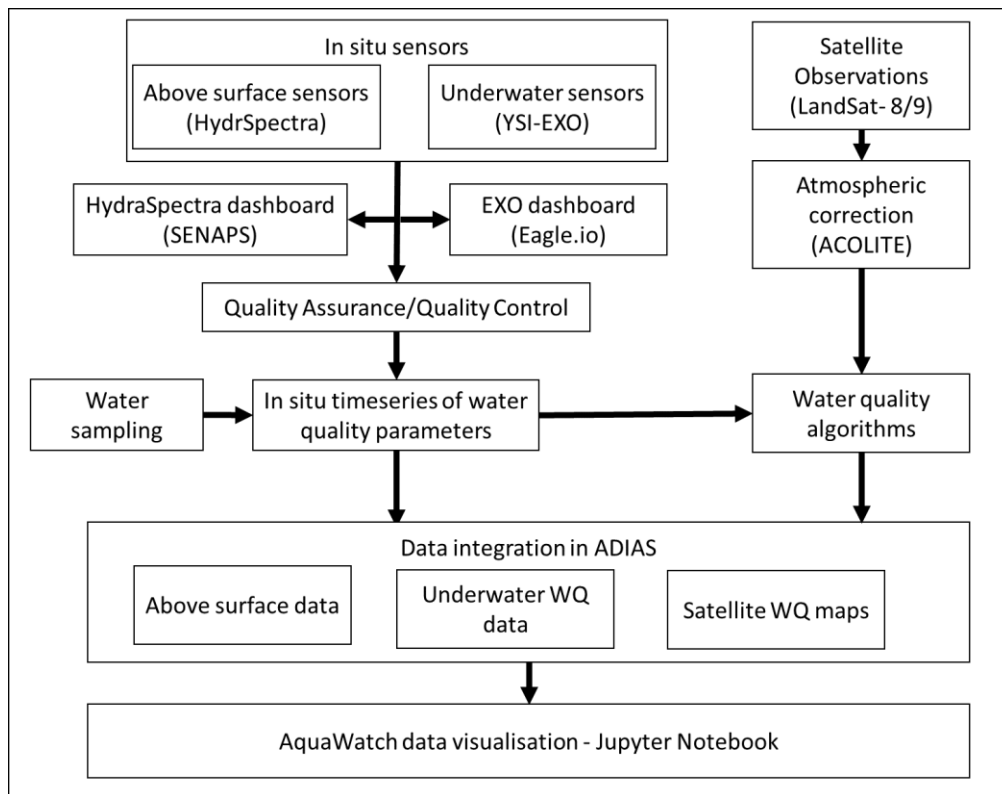 In situ sensors
Above surface sensors
(HydrSpectra)
Underwater sensors
(YSI-EXO)
Satellite
Observations
(LandSat- 8/9)
HydraSpectra dashboard
(SENAPS)
EXO dashboard
(Eagle.io)
Atmospheric
correction
(ACOLITE)
Quality Assurance/Quality Control
Water
sampling
In situ timeseries of water
quality parameters
Water quality
algorithms
Data integration in ADIAS
Above surface data
Underwater WQ
data
Satellite WQ maps
AquaWatch data visualisation - Jupyter Notebook